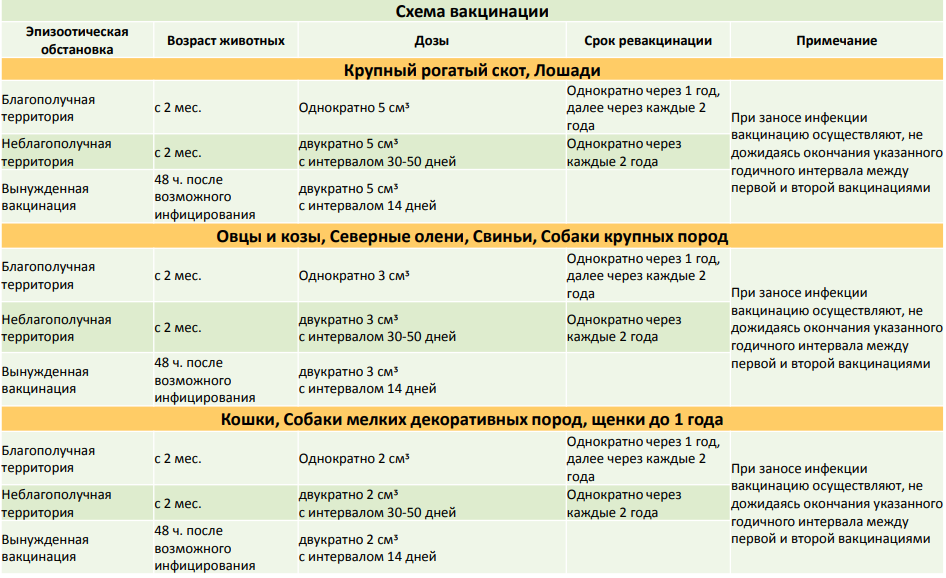 Схема вакцинации
Эпизоотическая
обстановка
Возраст животных
Дозы
Срок ревакцинации
Примечание
Крупный рогатый скот, Лошади
Благополучная
территория
с 2 мес.
Однократно 5 см³
Однократно через 1 год,
далее через каждые 2
года
При заносе инфекции
вакцинацию осуществляют, не
дожидаясь окончания указанного
годичного интервала между
первой и второй вакцинациями
Неблагополучная
территория
с 2 мес.
двукратно 5 см³
с интервалом 30-50 дней
Однократно через
каждые 2 года
Вынужденная
вакцинация
48 ч. после
возможного
инфицирования
двукратно 5 см³
с интервалом 14 дней
Овцы и козы, Северные олени, Свиньи, Собаки крупных пород
Благополучная
территория
с 2 мес.
Однократно 3 см³
Однократно через 1 год,
далее через каждые 2
года
При заносе инфекции
вакцинацию осуществляют, не
дожидаясь окончания указанного
годичного интервала между
первой и второй вакцинациями
Неблагополучная
территория
с 2 мес.
двукратно 3 см³
с интервалом 30-50 дней
Однократно через
каждые 2 года
Вынужденная
вакцинация
48 ч. после
возможного
инфицирования
двукратно 3 см³
с интервалом 14 дней
Кошки, Собаки мелких декоративных пород, щенки до 1 года
Благополучная
территория
с 2 мес.
Однократно 2 см³
Однократно через 1 год,
далее через каждые 2
года
При заносе инфекции
вакцинацию осуществляют, не
дожидаясь окончания указанного
годичного интервала между
первой и второй вакцинациями
Неблагополучная
территория
с 2 мес.
двукратно 2 см³
с интервалом 30-50 дней
Однократно через
каждые 2 года
Вынужденная
вакцинация
48 ч. после
возможного
инфицирования
двукратно 2 см³
с интервалом 14 дней